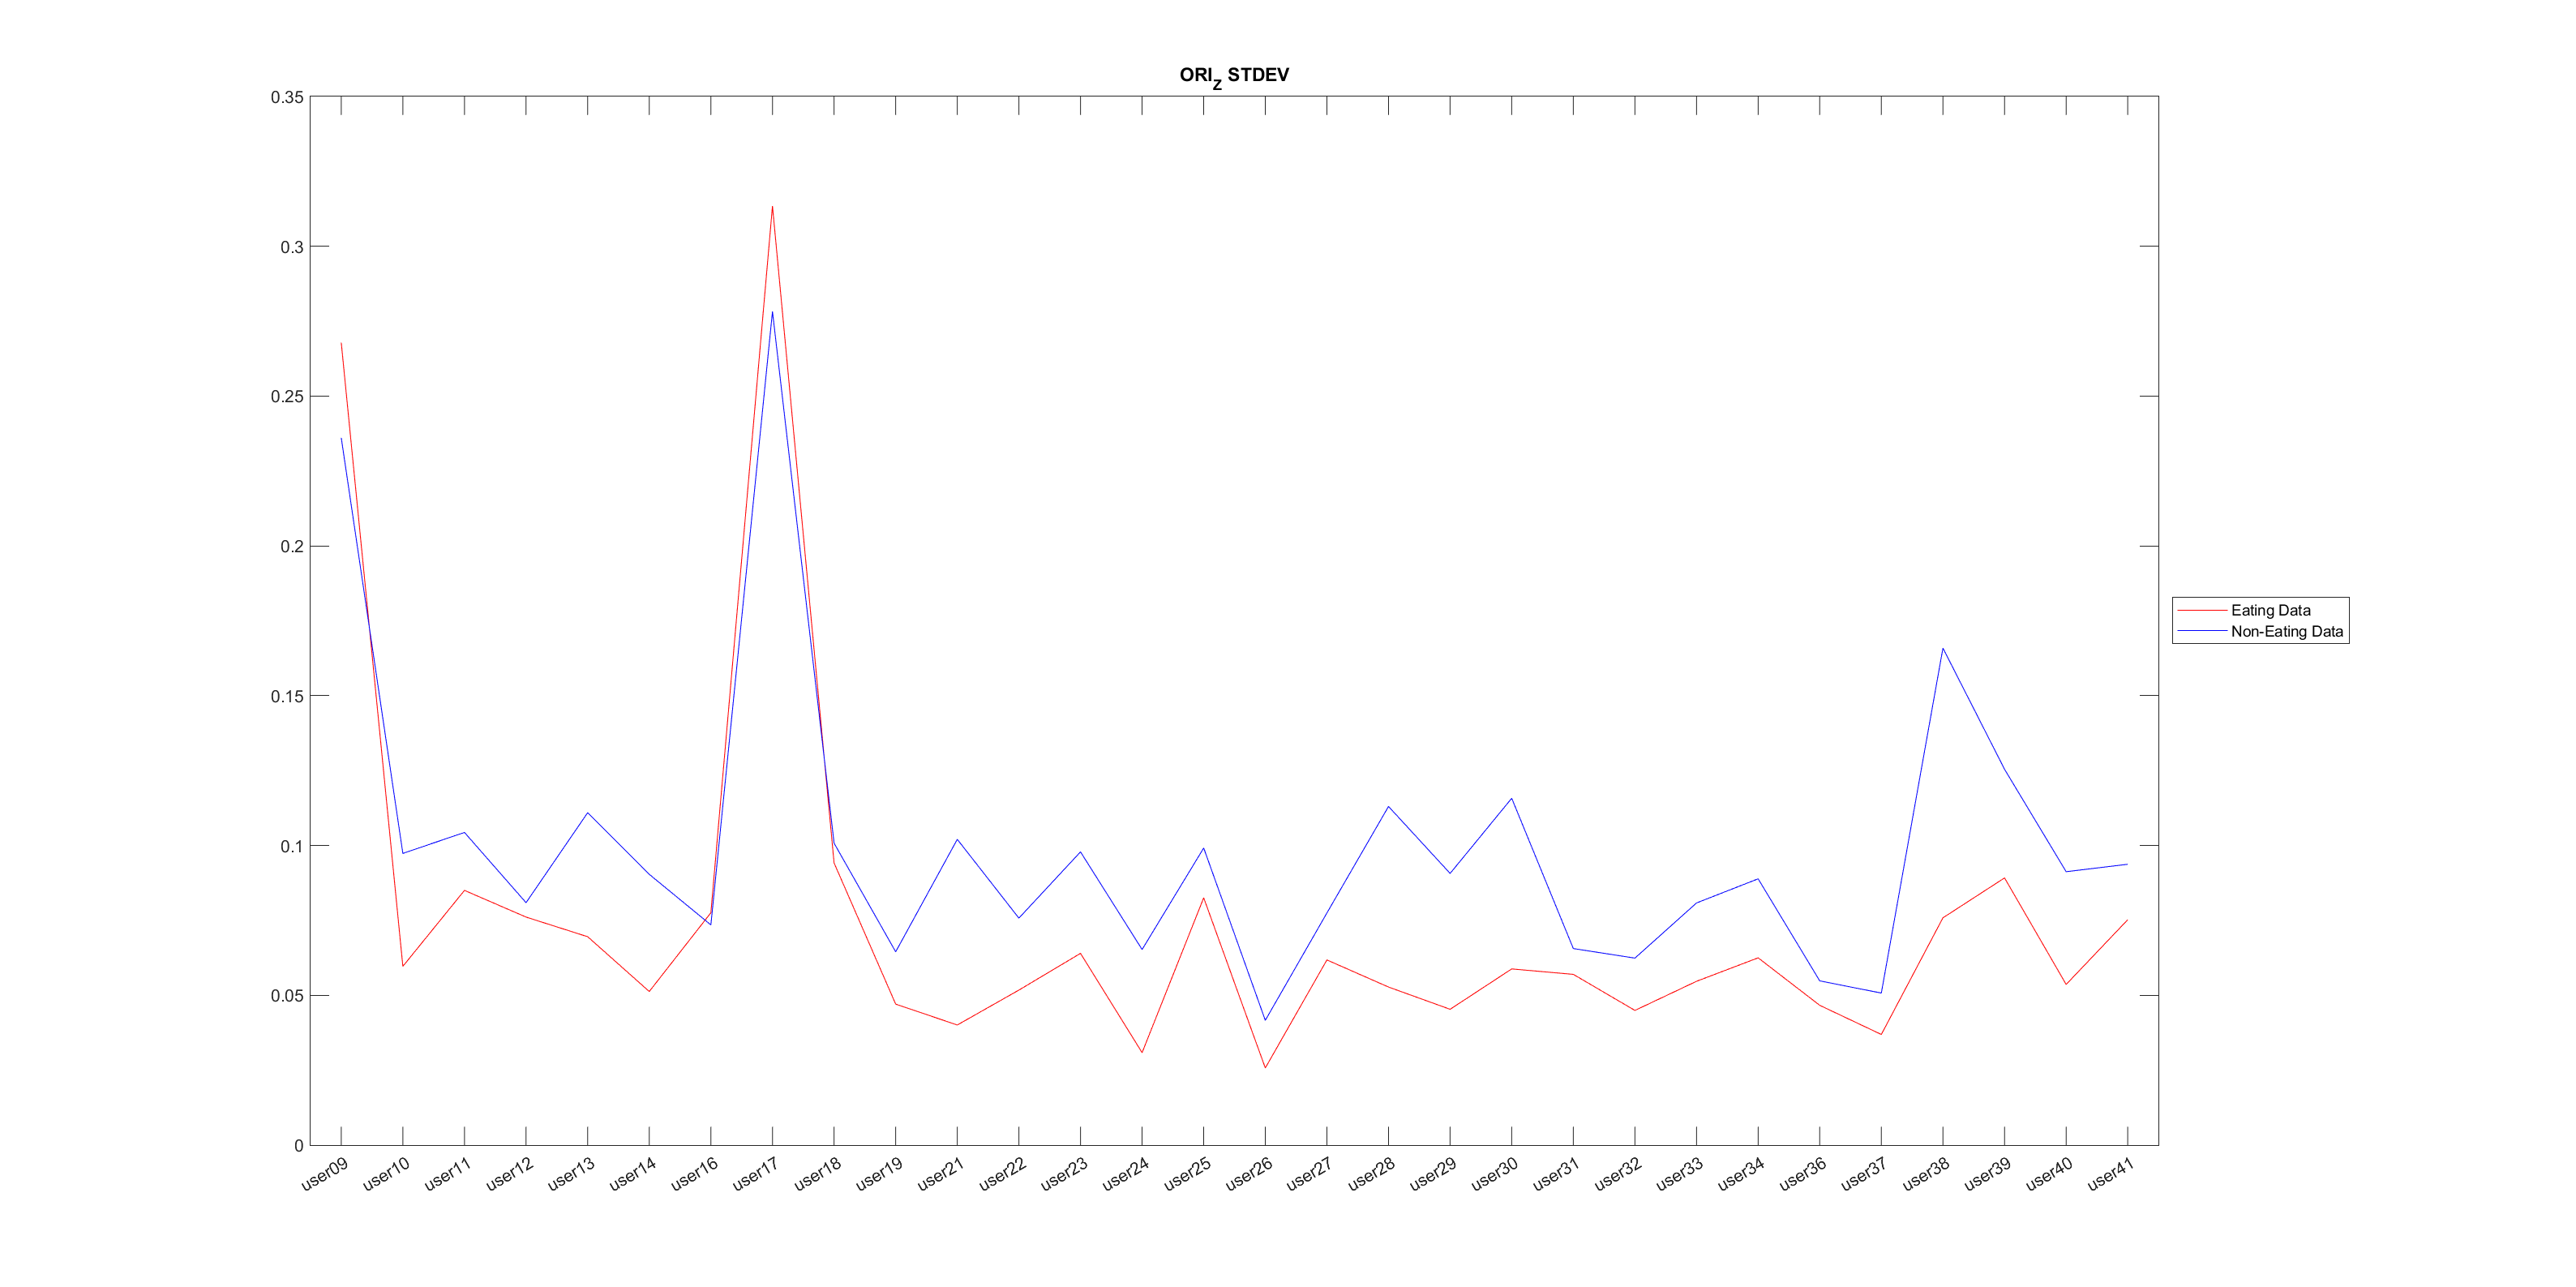 ORI_Z STDEV
0.35
0.3
0.25
0.2
0.15
0.1
0.05
0
Eating Data
Non-Eating Data
user09 user10 user11 user12 user13 user14 user16 user17 user18 user19 user21 user22 user23 user24 user25 user26 user27 user28 user29 user30 user31 user32 user33 user34 user36 user37 user38 user39 user40 user41